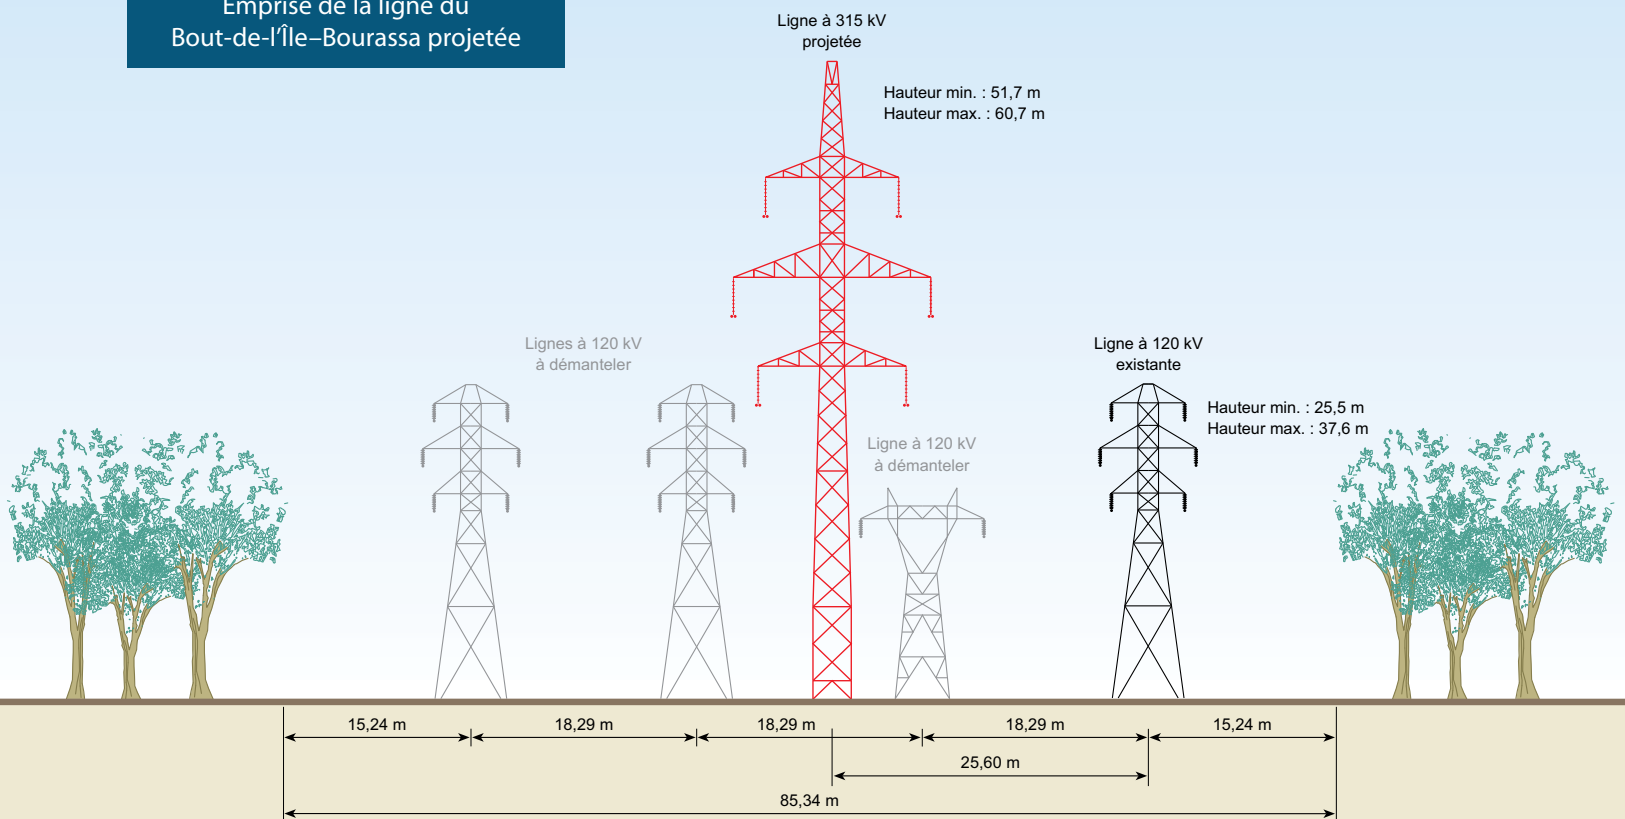 Emprise de la ligne du
Bout-de-l'Île–Bourassa projetée
Ligne à 315 kV
projetée
Hauteur min. : 51,7 m
Hauteur max. : 60,7 m
Lignes à 120 kV
à démanteler
Ligne à 120 kV
à démanteler
Ligne à 120 kV
existante
Hauteur min. : 25,5 m
Hauteur max. : 37,6 m
15,24 m
18,29 m
18,29 m
18,29 m
15,24 m
25,60 m
85,34 m